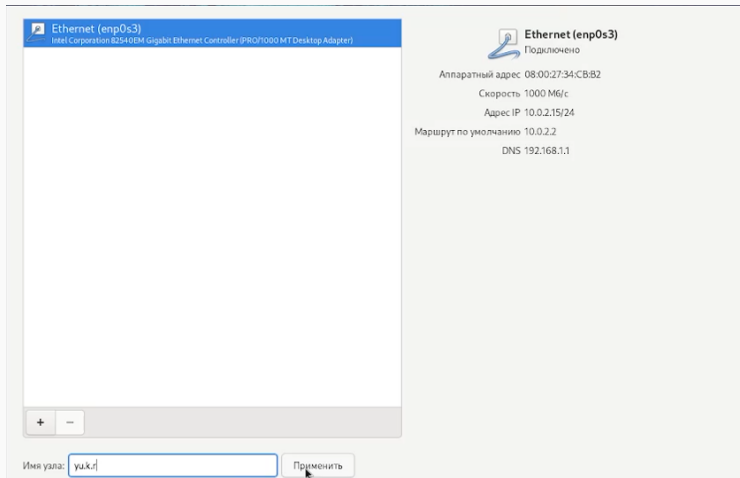 Ethernet (enp0s3)
Intel Corporation 82540EM Gigabit Ethernet Controller (PRO/1000 MT Desktop Adapter)
Ethernet (enp0s3)
Подключено
Аппаратный адрес 08:00:27:34:CB:B2
Скорость 1000 Мб/с
Адрес IP 10.0.2.15/24
Маршрут по умолчанию 10.0.2.2
DNS 192.168.1.1
+ −
Имя узла: yu.k.r Применить